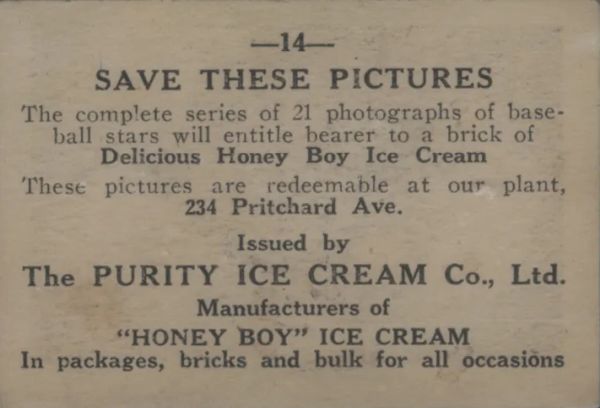 —14—
SAVE THESE PICTURES
The complete series of 21 photographs of base-
ball stars will entitle bearer to a brick of
Delicious Honey Boy Ice Cream
These pictures are redeemable at our plant,
234 Pritchard Ave.
Issued by
The PURITY ICE CREAM Co., Ltd.
Manufacturers of
"HONEY BOY" ICE CREAM
In packages, bricks and bulk for all occasions